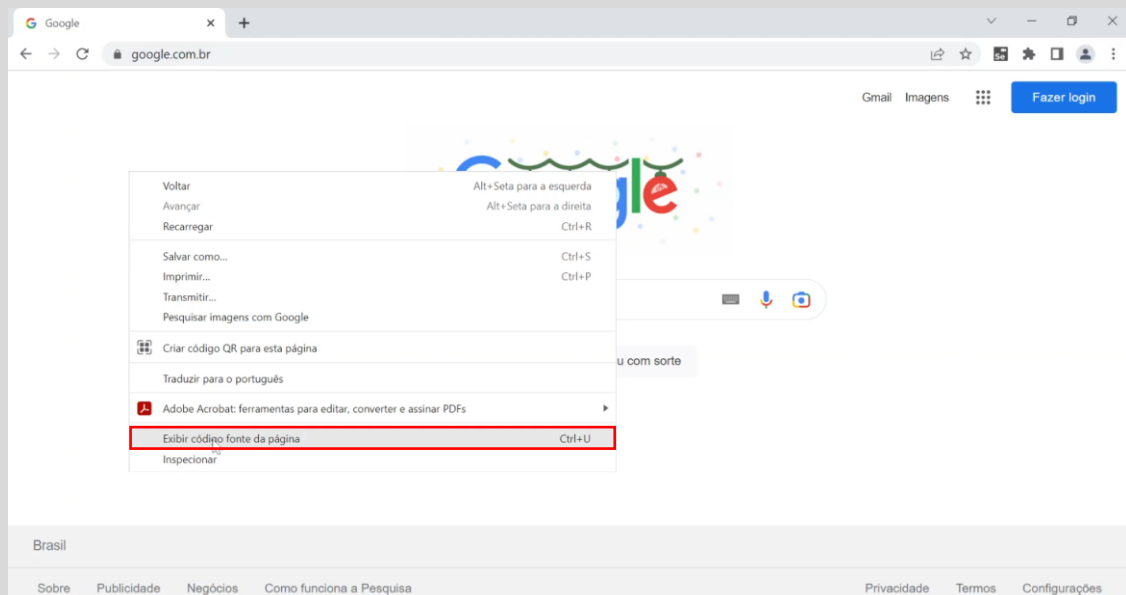 Google
google.com.br
Se
Gmail Imagens Fazer login
gle
Voltar Alt+Seta para a esquerda
Avançar Alt+Seta para a direita
Recarregar Ctrl+R
Salvar como... Ctrl+S
Imprimir... Ctrl+P
Transmitir...
Pesquisar imagens com Google
Criar código QR para esta página
u com sorte
Traduzir para o português
Adobe Acrobat: ferramentas para editar, converter e assinar PDFs
Exibir código fonte da página Ctrl+U
Inspecionar
Brasil
Sobre Publicidade Negócios Como funciona a Pesquisa Privacidade Termos Configurações